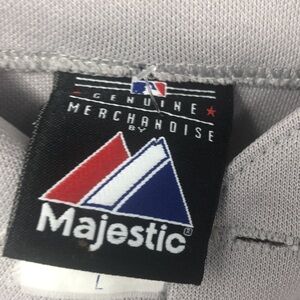 GENUINE
MERCHANDISE
BY
Majestic®
L